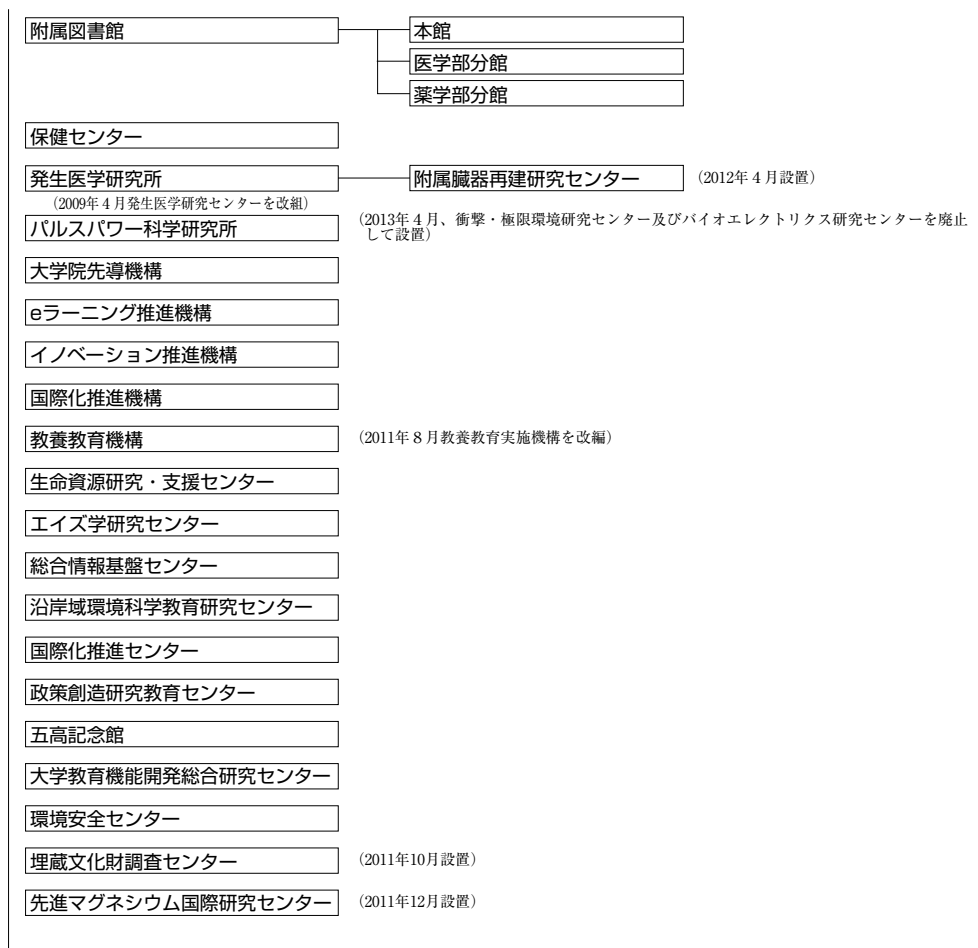 附属図書館
本館
医学部分館
薬学部分館
保健センター
発生医学研究所
附属臓器再建研究センター
（2012年４月設置）
（2009年４月発生医学研究センターを改組）
パルスパワー科学研究所
（2013年４月、衝撃・極限環境研究センター及びバイオエレクトリクス研究センターを廃止
して設置）
大学院先導機構
eラーニング推進機構
イノベーション推進機構
国際化推進機構
教養教育機構
（2011年８月教養教育実施機構を改編）
生命資源研究・支援センター
エイズ学研究センター
総合情報基盤センター
沿岸域環境科学教育研究センター
国際化推進センター
政策創造研究教育センター
五高記念館
大学教育機能開発総合研究センター
環境安全センター
埋蔵文化財調査センター
（2011年10月設置）
先進マグネシウム国際研究センター
（2011年12月設置）